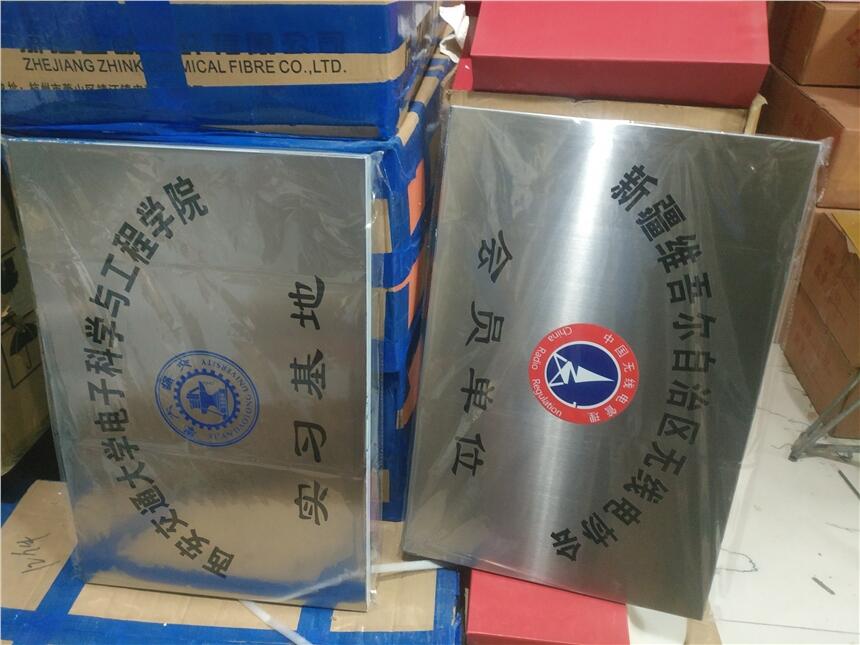 ZHEJIANG ZHINK
MICAL FIBRE CO.,LTD.
西安交通大学电子科学与工程学院
实习基地
新疆维吾尔自治区无线电协会
中国无线电管理
China Radio Regulation
会员单位